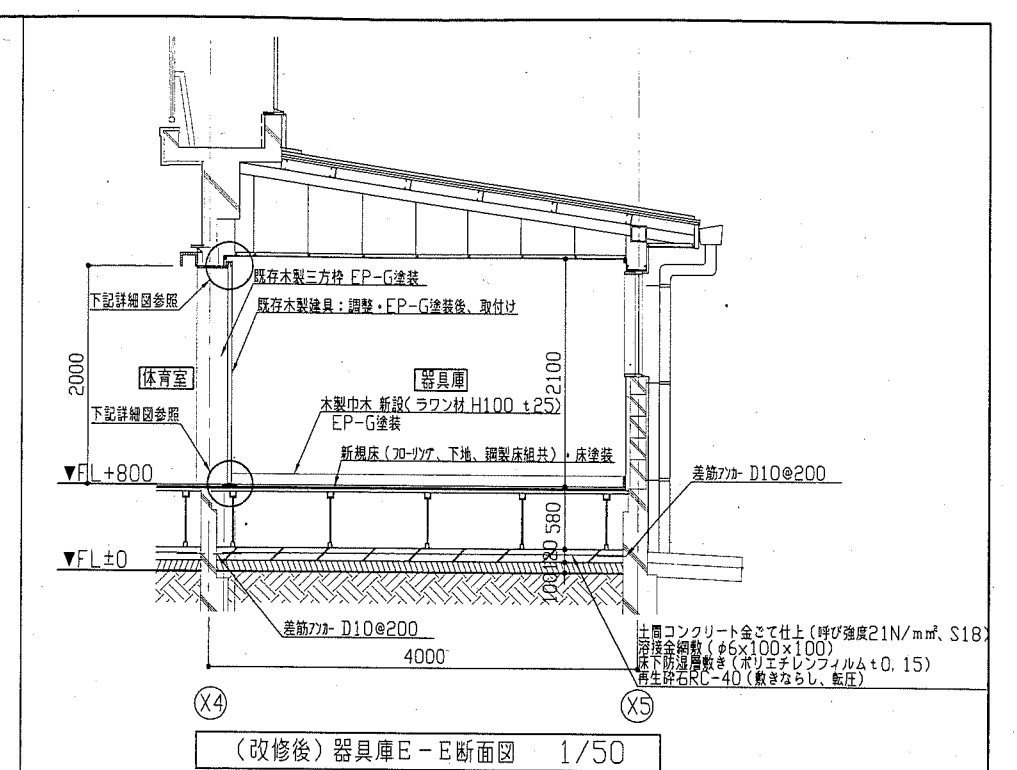 既存木製三方枠 EP-G塗装
下記詳細図参照
既存木製建具：調整・EP-G塗装後、取付け
2000
体育室
器具庫
2100
木製巾木 新設(ラワン材 H100 t25)
EP-G塗装
下記詳細図参照
新規床(フローリング、下地、鋼製床組共)・床塗装
▼FL+800
差筋アンカー D10@200
580
▼FL±0
差筋アンカー D10@200
4000
土間コンクリート金ごて仕上(呼び強度21N/mm²、S18)
溶接金網敷(φ6x100x100)
床下防湿層敷き(ポリエチレンフィルムt0,15)
再生砕石RC-40(敷きならし、転圧)
X4
X5
(改修後)器具庫E-E断面図 1/50